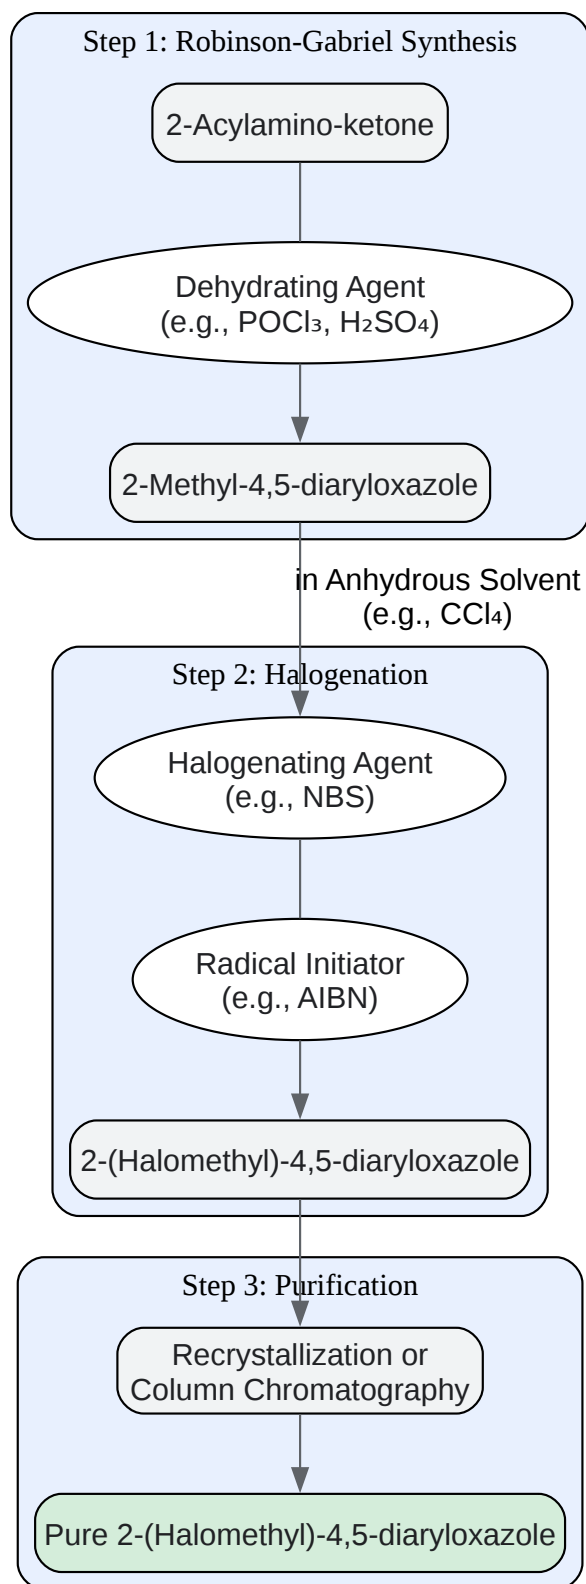 Step 1: Robinson-Gabriel Synthesis
2-Acylamino-ketone
Dehydrating Agent
(e.g., POCl₃, H₂SO₄)
2-Methyl-4,5-diaryloxazole
in Anhydrous Solvent
(e.g., CCl₄)
Step 2: Halogenation
Halogenating Agent
(e.g., NBS)
Radical Initiator
(e.g., AIBN)
2-(Halomethyl)-4,5-diaryloxazole
Step 3: Purification
Recrystallization or
Column Chromatography
Pure 2-(Halomethyl)-4,5-diaryloxazole